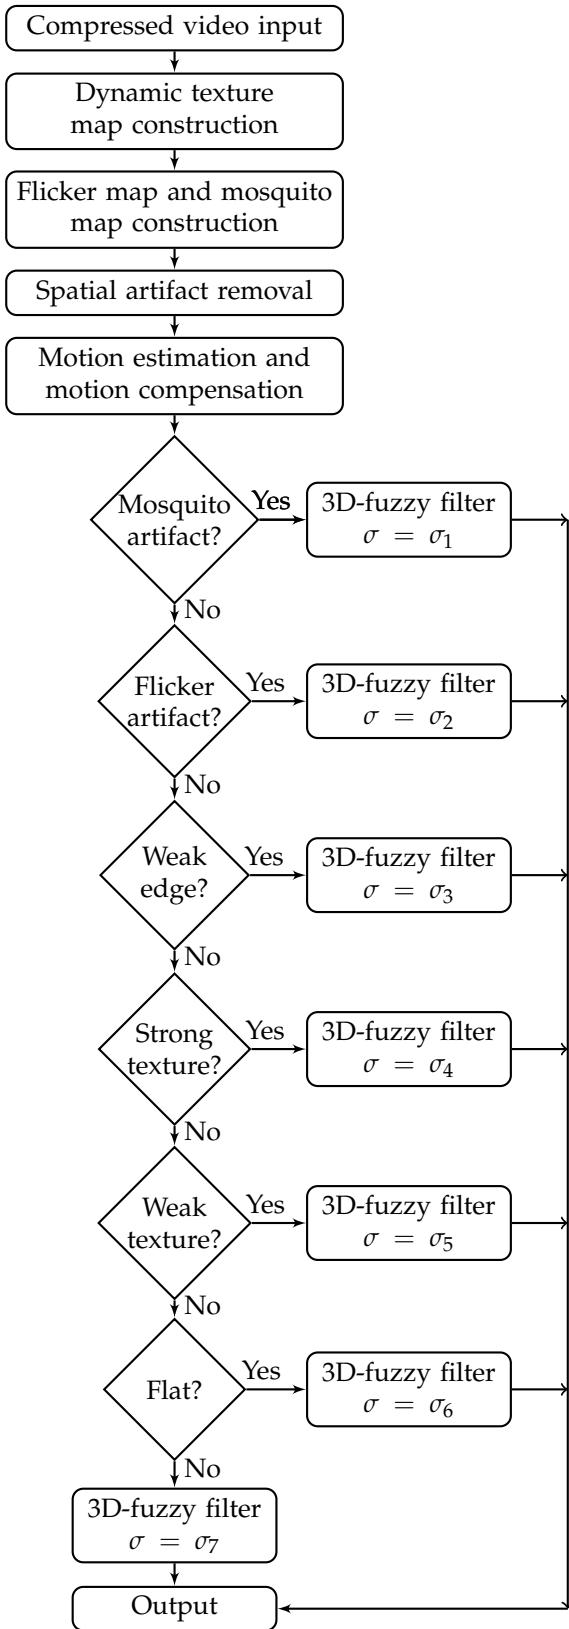 Compressed video input
Dynamic texture
map construction
Flicker map and mosquito
map construction
Spatial artifact removal
Motion estimation and
motion compensation
Mosquito
artifact?
Yes
3D-fuzzy filter
σ = σ₁
No
Flicker
artifact?
Yes
3D-fuzzy filter
σ = σ₂
No
Weak
edge?
Yes
3D-fuzzy filter
σ = σ₃
No
Strong
texture?
Yes
3D-fuzzy filter
σ = σ₄
No
Weak
texture?
Yes
3D-fuzzy filter
σ = σ₅
No
Flat?
Yes
3D-fuzzy filter
σ = σ₆
No
3D-fuzzy filter
σ = σ₇
Output